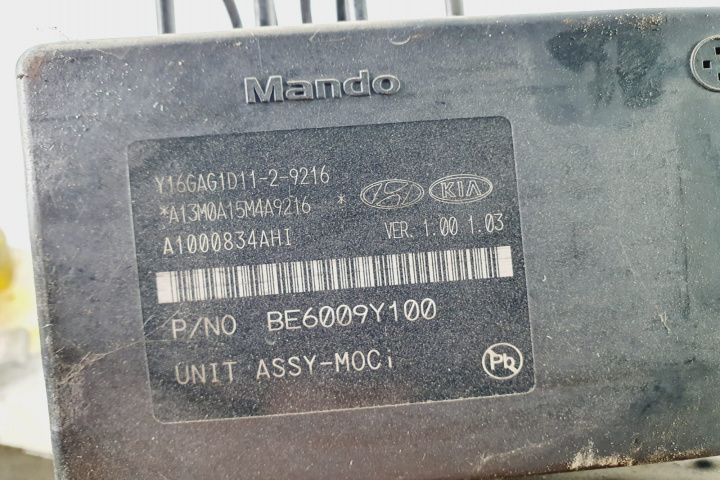 Mando
Y16GAG1D11-2-9216
*A13M0A15M4A9216 *
KIA
A1000834AHI VER. 1.00 1.03
P/NO BE6009Y100
UNIT ASSY-MOCi
Pb